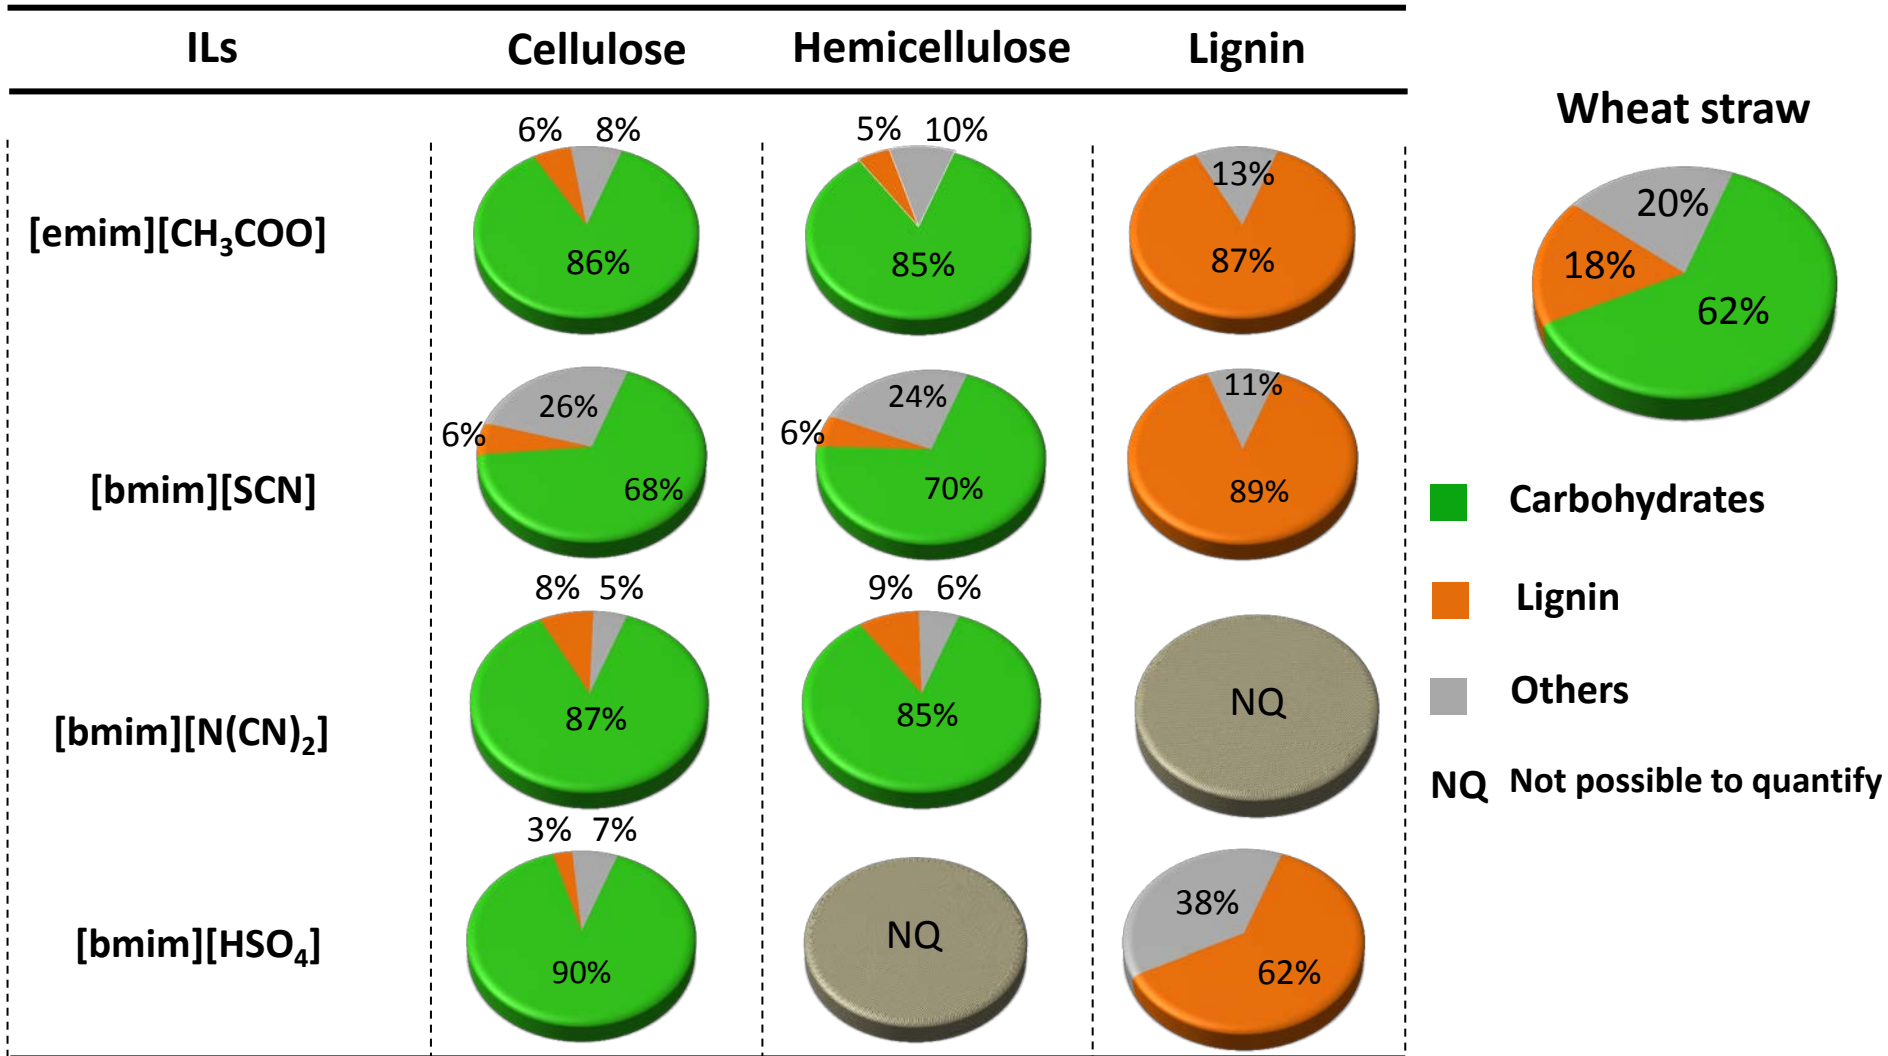 ILs Cellulose Hemicellulose Lignin
Wheat straw
6% 8% 5% 10%
[emim][CH₃COO] 86% 85% 13% 87%
20% 18% 62%
[bmim][SCN] 26% 6% 68% 24% 6% 70% 11% 89%
Carbohydrates
8% 5% 9% 6%
Lignin
[bmim][N(CN)₂] 87% 85% NQ
Others
NQ Not possible to quantify
3% 7%
[bmim][HSO₄] 90% NQ 38% 62%